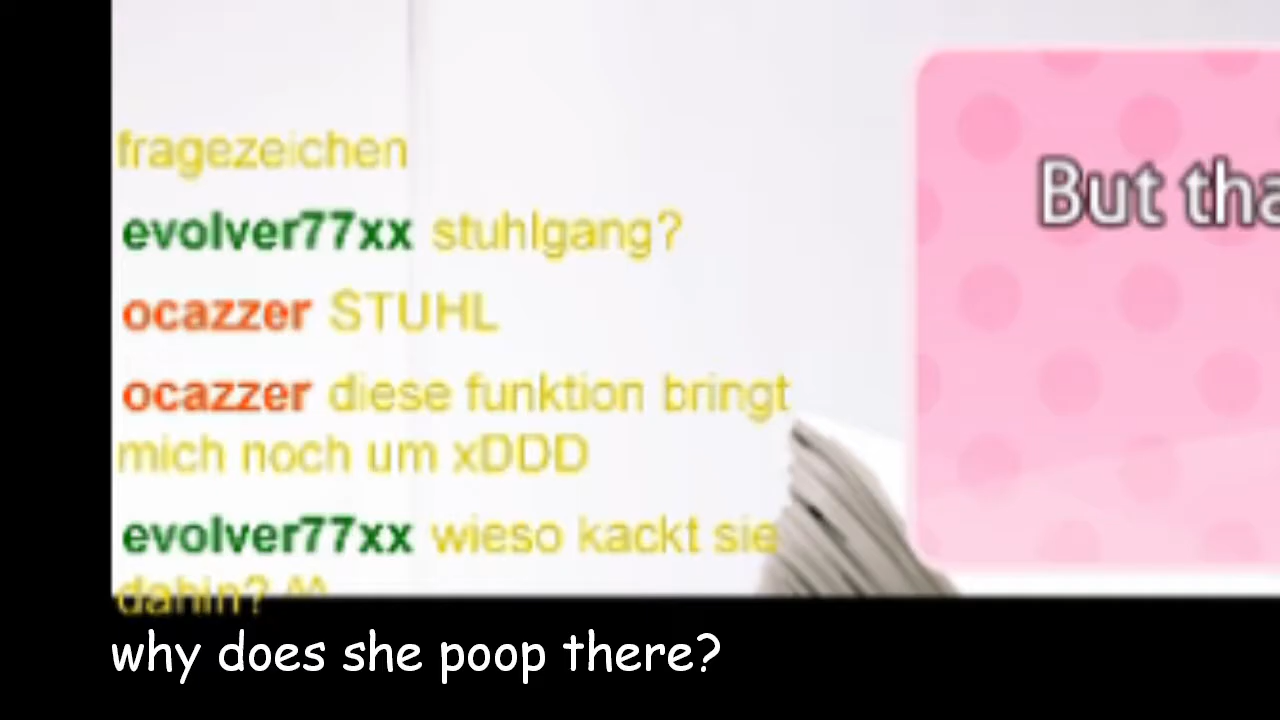 fragezeichen
evolver77xx stuhlgang?
ocazzer STUHL
ocazzer diese funktion bringt
mich noch um xDDD
evolver77xx wieso kackt sie
dahin? ^^
But tha
why does she poop there?